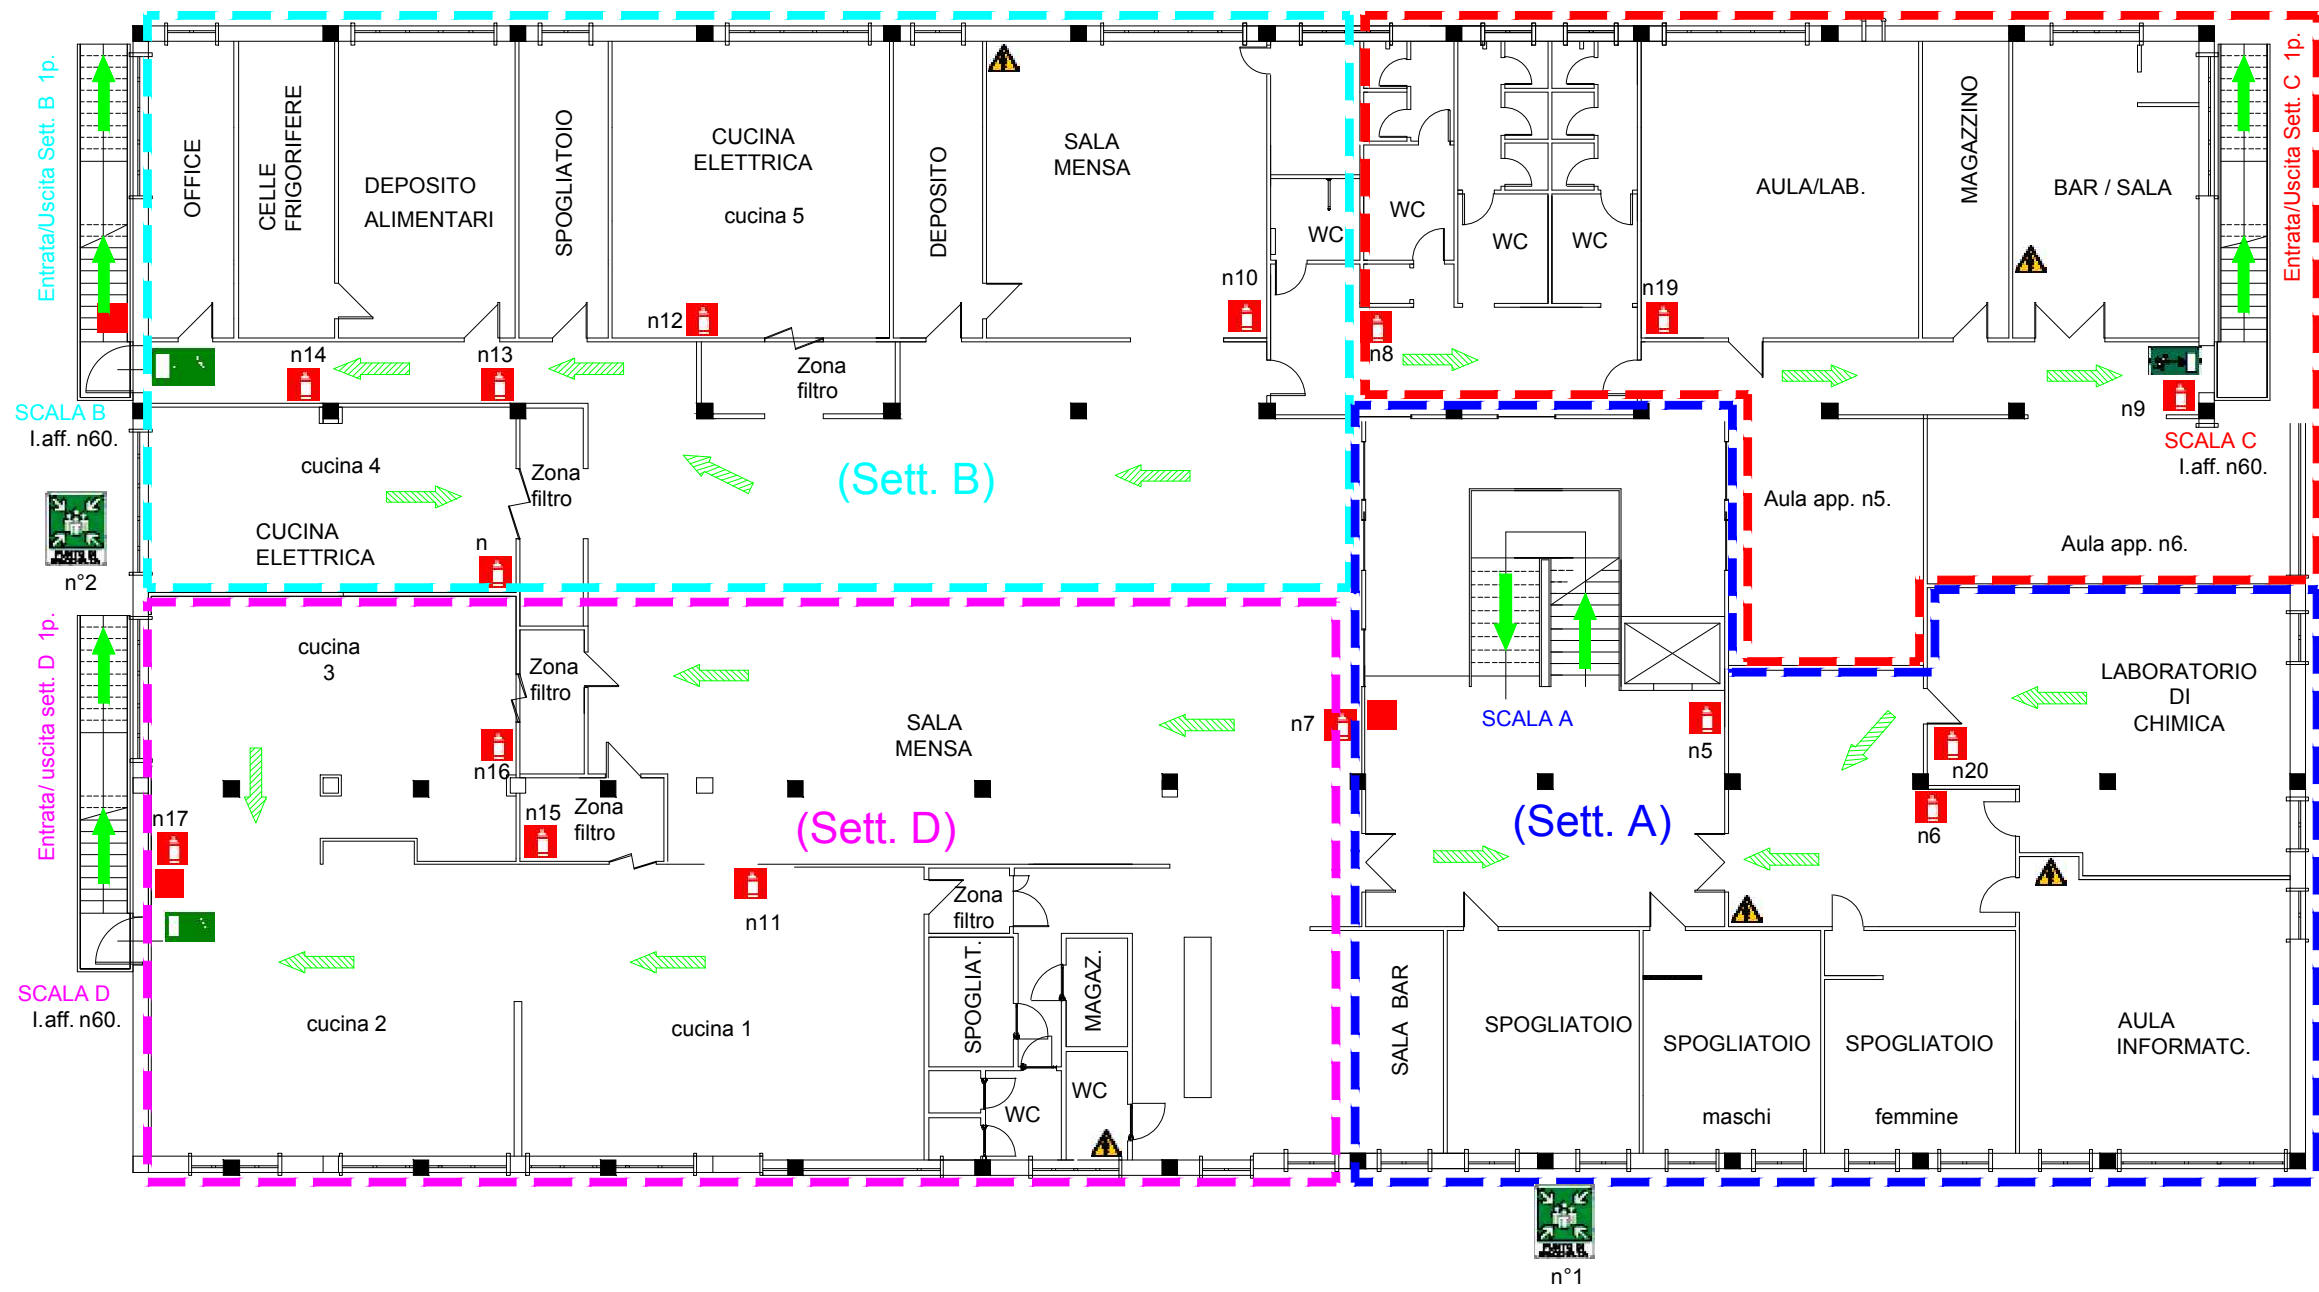 Entrata/Uscita Sett. B 1p.
OFFICE
CELLE
FRIGORIFERE
DEPOSITO
ALIMENTARI
SPOGLIATOIO
CUCINA
ELETTRICA
cucina 5
DEPOSITO
SALA
MENSA
WC
WC
WC
WC
AULA/LAB.
MAGAZZINO
BAR / SALA
Entrata/Uscita Sett. C 1p.
n10
n12
n19
n14
n13
Zona
filtro
n8
n9
SCALA B
I.aff. n60.
SCALA C
I.aff. n60.
cucina 4
Zona
filtro
(Sett. B)
Aula app. n5.
CUCINA
ELETTRICA
n
Aula app. n6.
n°2
Entrata/ uscita sett. D 1p.
cucina
3
Zona
filtro
SALA
MENSA
n7
SCALA A
n5
LABORATORIO
DI
CHIMICA
n16
n20
n17
n15
Zona
filtro
(Sett. D)
(Sett. A)
n6
n11
Zona
filtro
SPOGLIAT.
MAGAZ.
SCALA D
I.aff. n60.
cucina 2
cucina 1
WC
WC
SALA BAR
SPOGLIATOIO
SPOGLIATOIO
maschi
SPOGLIATOIO
femmine
AULA
INFORMATC.
n°1